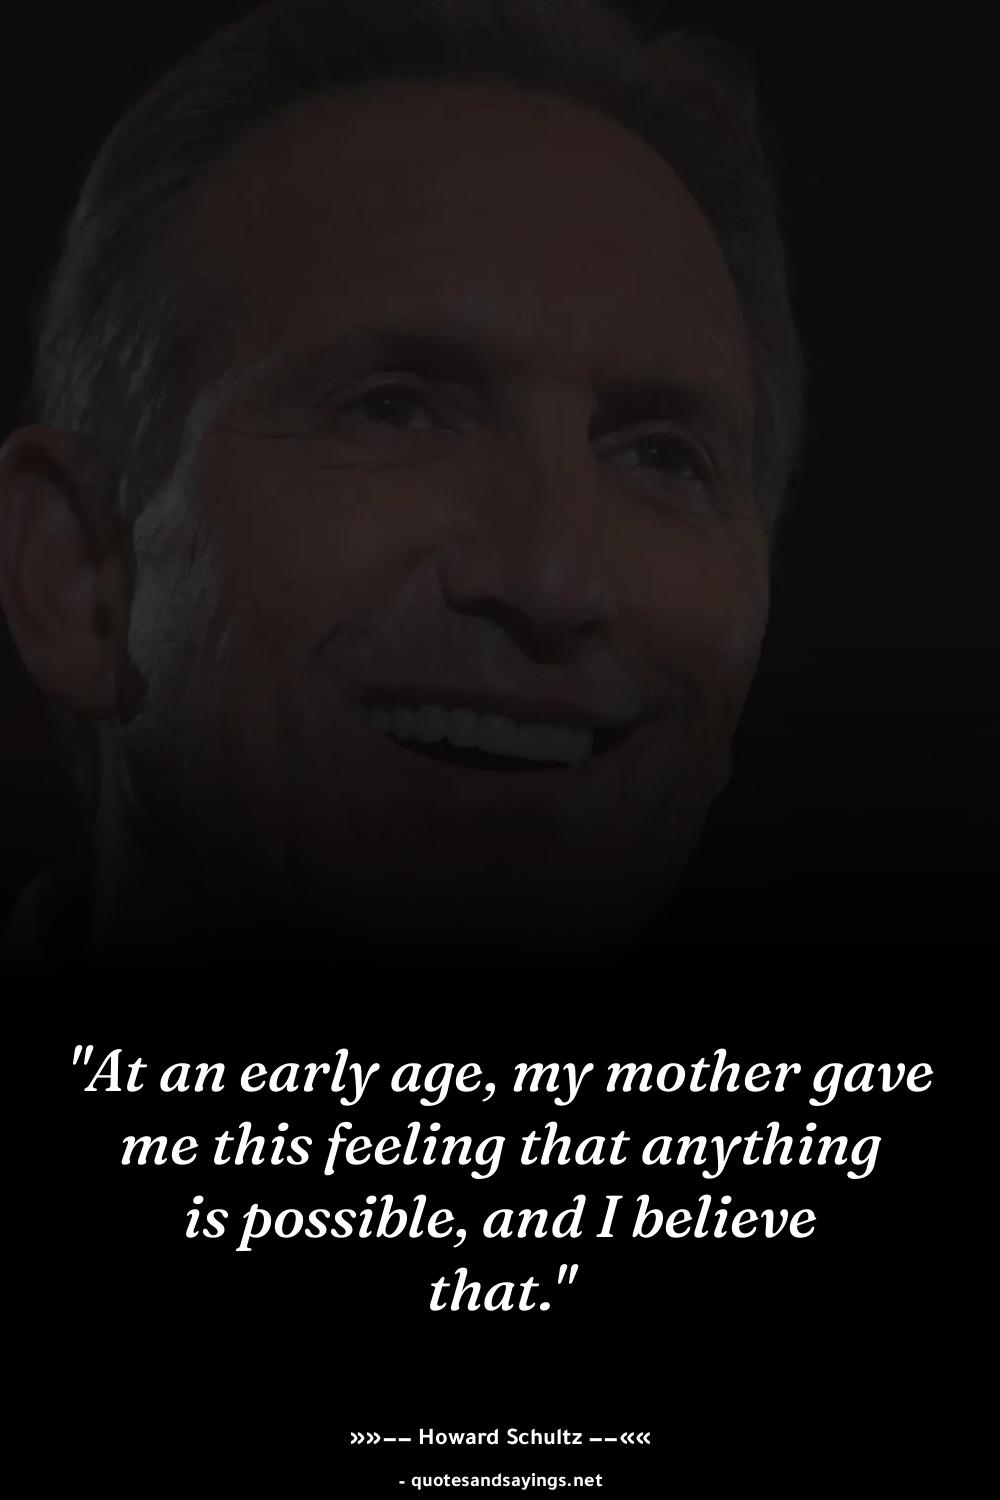 "At an early age, my mother gave
me this feeling that anything
is possible, and I believe
that."
»»–– Howard Schultz ––««
- quotesandsayings.net